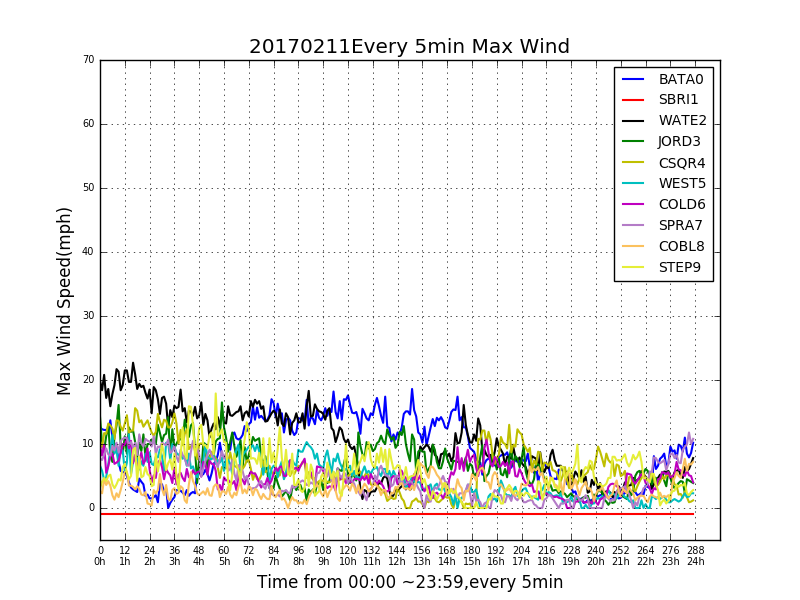 20170211Every 5min Max Wind
70
60
50
40
30
20
10
0
Max Wind Speed(mph)
BATA0
SBRI1
WATE2
JORD3
CSQR4
WEST5
COLD6
SPRA7
COBL8
STEP9
0 12 24 36 48 60 72 84 96 108 120 132 144 156 168 180 192 204 216 228 240 252 264 276 288
0h 1h 2h 3h 4h 5h 6h 7h 8h 9h 10h 11h 12h 13h 14h 15h 16h 17h 18h 19h 20h 21h 22h 23h 24h
Time from 00:00 ~23:59,every 5min